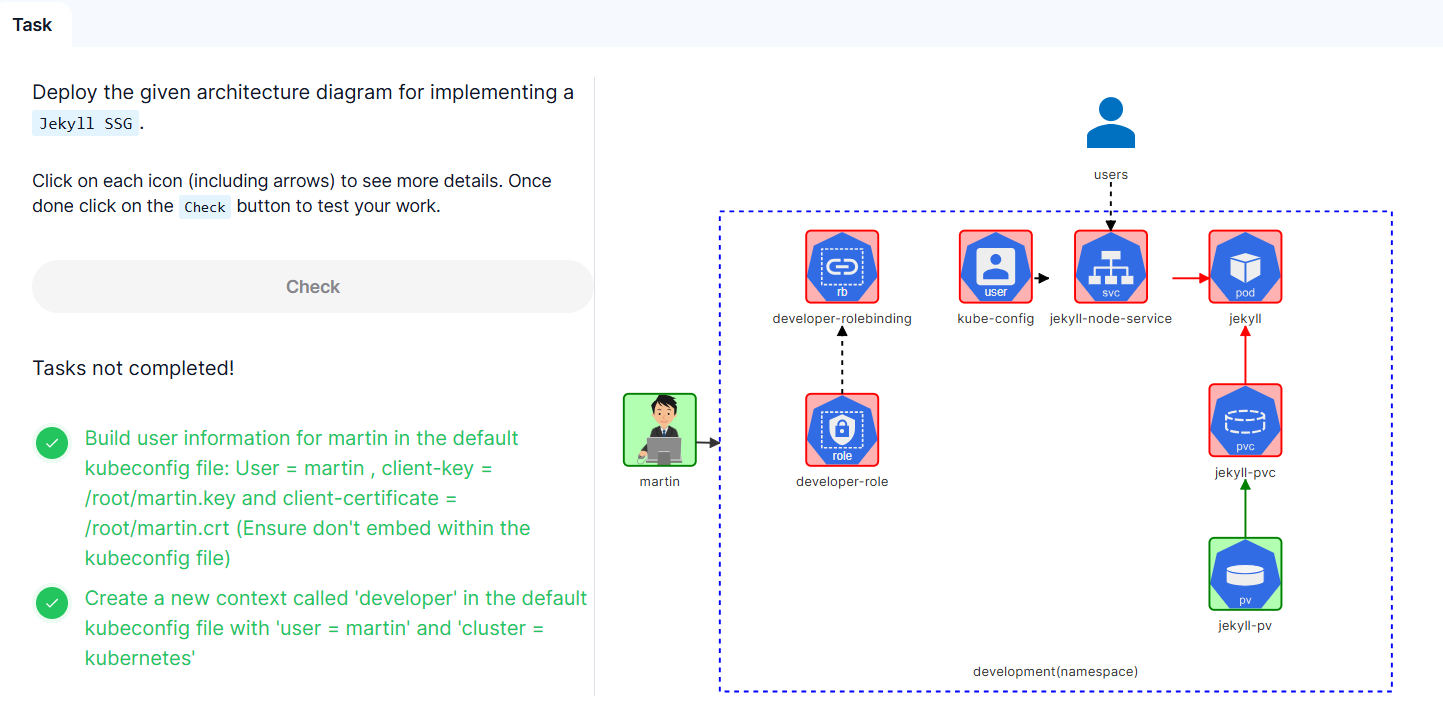 Task
Deploy the given architecture diagram for implementing a
Jekyll SSG.
Click on each icon (including arrows) to see more details. Once
done click on the Check button to test your work.
Check
Tasks not completed!
Build user information for martin in the default
kubeconfig file: User = martin , client-key =
/root/martin.key and client-certificate =
/root/martin.crt (Ensure don't embed within the
kubeconfig file)
Create a new context called 'developer' in the default
kubeconfig file with 'user = martin' and 'cluster =
kubernetes'
users
rb
user
svc
pod
developer-rolebinding
kube-config
jekyll-node-service
jekyll
role
pvc
martin
developer-role
jekyll-pvc
pv
jekyll-pv
development(namespace)